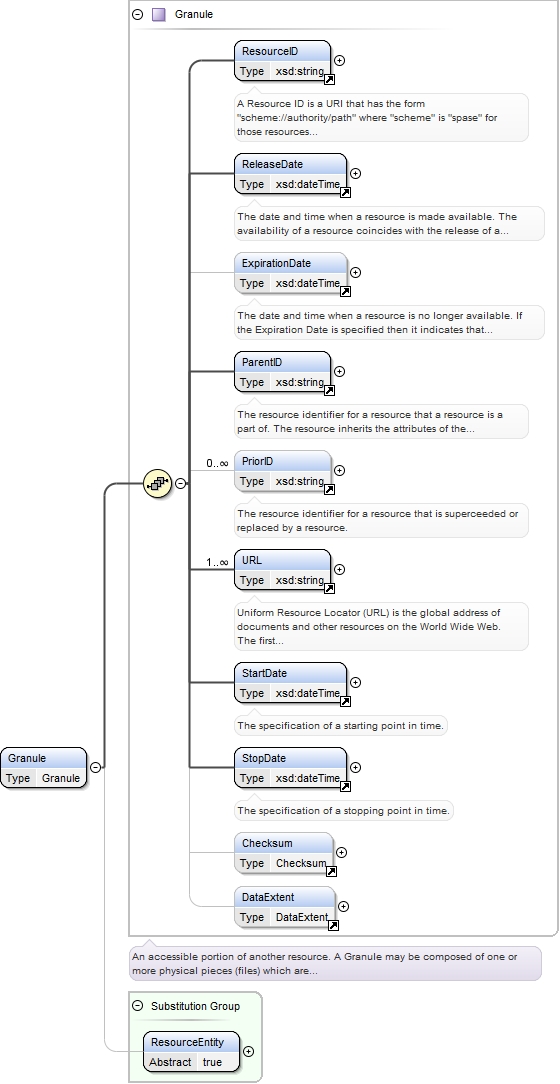 Granule
ResourceID
Type xsd:string
A Resource ID is a URI that has the form
"scheme://authority/path" where "scheme" is "spase" for
those resources...
ReleaseDate
Type xsd:dateTime
The date and time when a resource is made available. The
availability of a resource coincides with the release of a...
ExpirationDate
Type xsd:dateTime
The date and time when a resource is no longer available. If
the Expiration Date is specified then it indicates that...
ParentID
Type xsd:string
The resource identifier for a resource that a resource is a
part of. The resource inherits the attributes of the...
0..∞
PriorID
Type xsd:string
The resource identifier for a resource that is superceeded or
replaced by a resource.
1..∞
URL
Type xsd:string
Uniform Resource Locator (URL) is the global address of
documents and other resources on the World Wide Web.
The first...
StartDate
Type xsd:dateTime
The specification of a starting point in time.
StopDate
Type xsd:dateTime
The specification of a stopping point in time.
Granule
Type Granule
Checksum
Type Checksum
DataExtent
Type DataExtent
An accessible portion of another resource. A Granule may be composed of one or
more physical pieces (files) which are...
Substitution Group
ResourceEntity
Abstract true